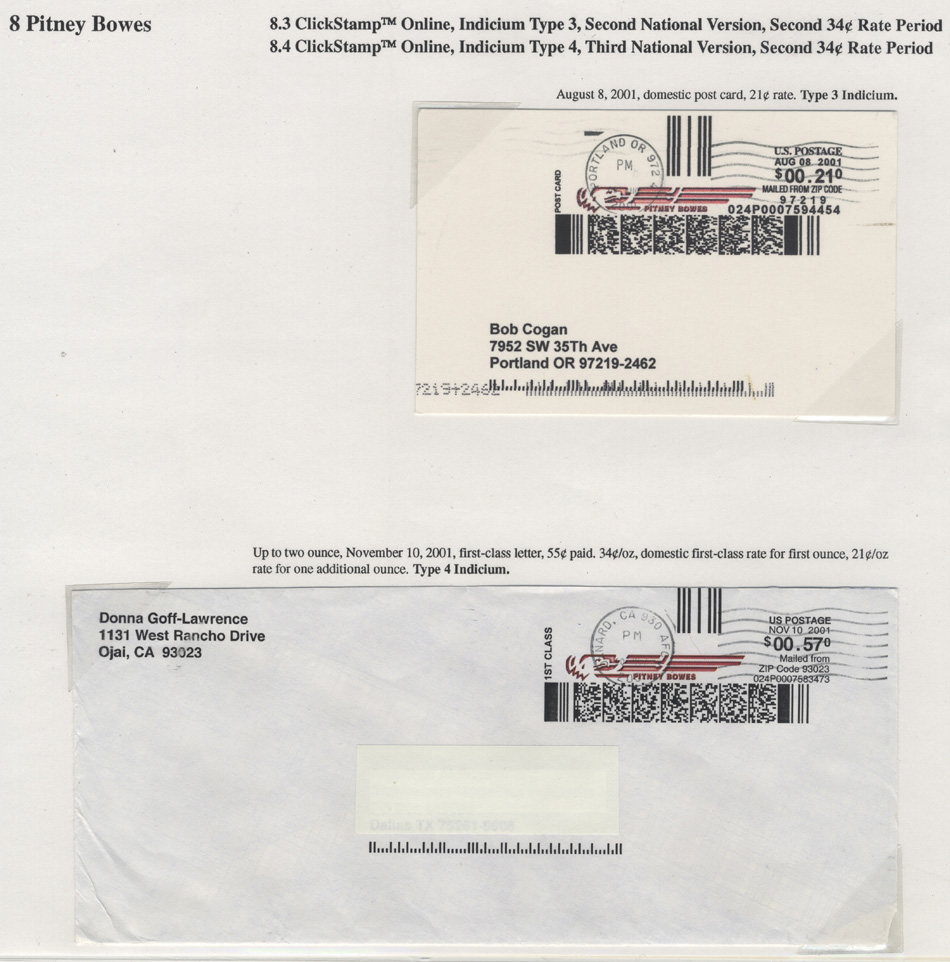 8 Pitney Bowes
8.3 ClickStamp™ Online, Indicium Type 3, Second National Version, Second 34¢ Rate Period
8.4 ClickStamp™ Online, Indicium Type 4, Third National Version, Second 34¢ Rate Period
August 8, 2001, domestic post card, 21¢ rate. Type 3 Indicium.
PORTLAND OR 972
PM
POST CARD
PITNEY BOWES
U.S. POSTAGE
AUG 08 2001
$00.210
MAILED FROM ZIP CODE
97219
024P0007594454
Bob Cogan
7952 SW 35Th Ave
Portland OR 97219-2462
Up to two ounce, November 10, 2001, first-class letter, 55¢ paid. 34¢/oz, domestic first-class rate for first ounce, 21¢/oz
rate for one additional ounce. Type 4 Indicium.
Donna Goff-Lawrence
1131 West Rancho Drive
Ojai, CA 93023
CA 930
PM
1ST CLASS
PITNEY BOWES
US POSTAGE
NOV 10 2001
$00.570
Mailed from
ZIP Code 93023
024P0007583473
Dallas TX